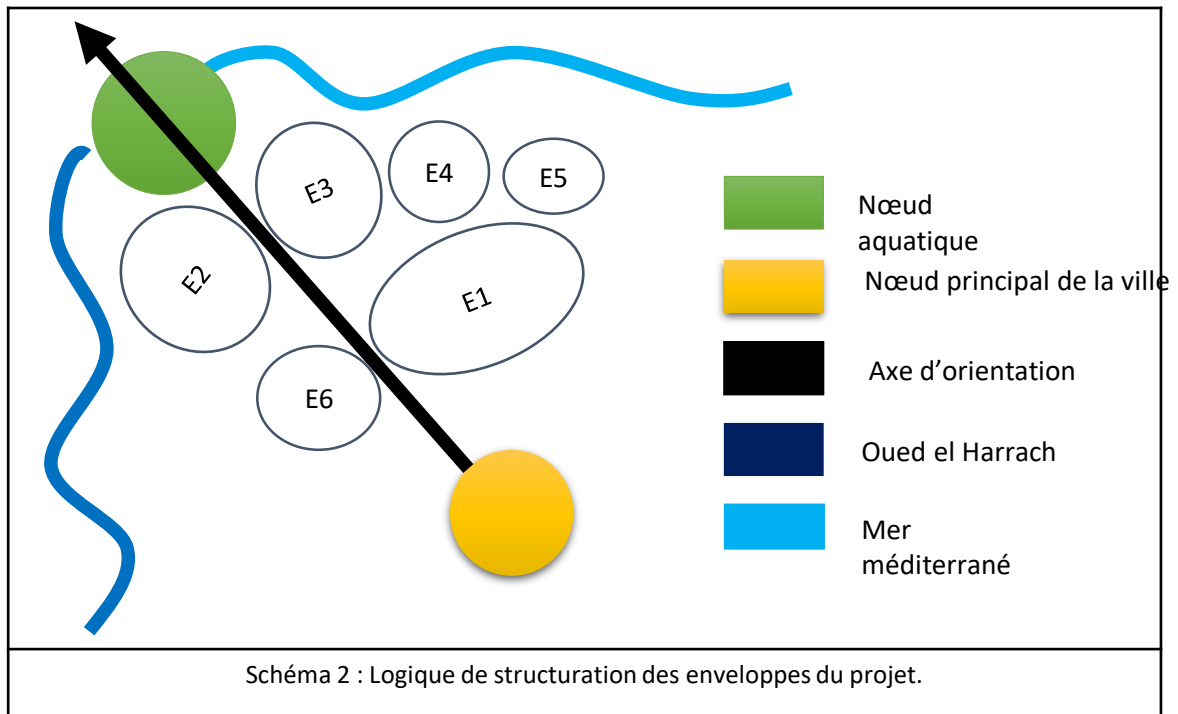 E3
E4
E5
E2
E1
E6
Nœud
aquatique
Nœud principal de la ville
Axe d’orientation
Oued el Harrach
Mer
méditerrané
Schéma 2 : Logique de structuration des enveloppes du projet.